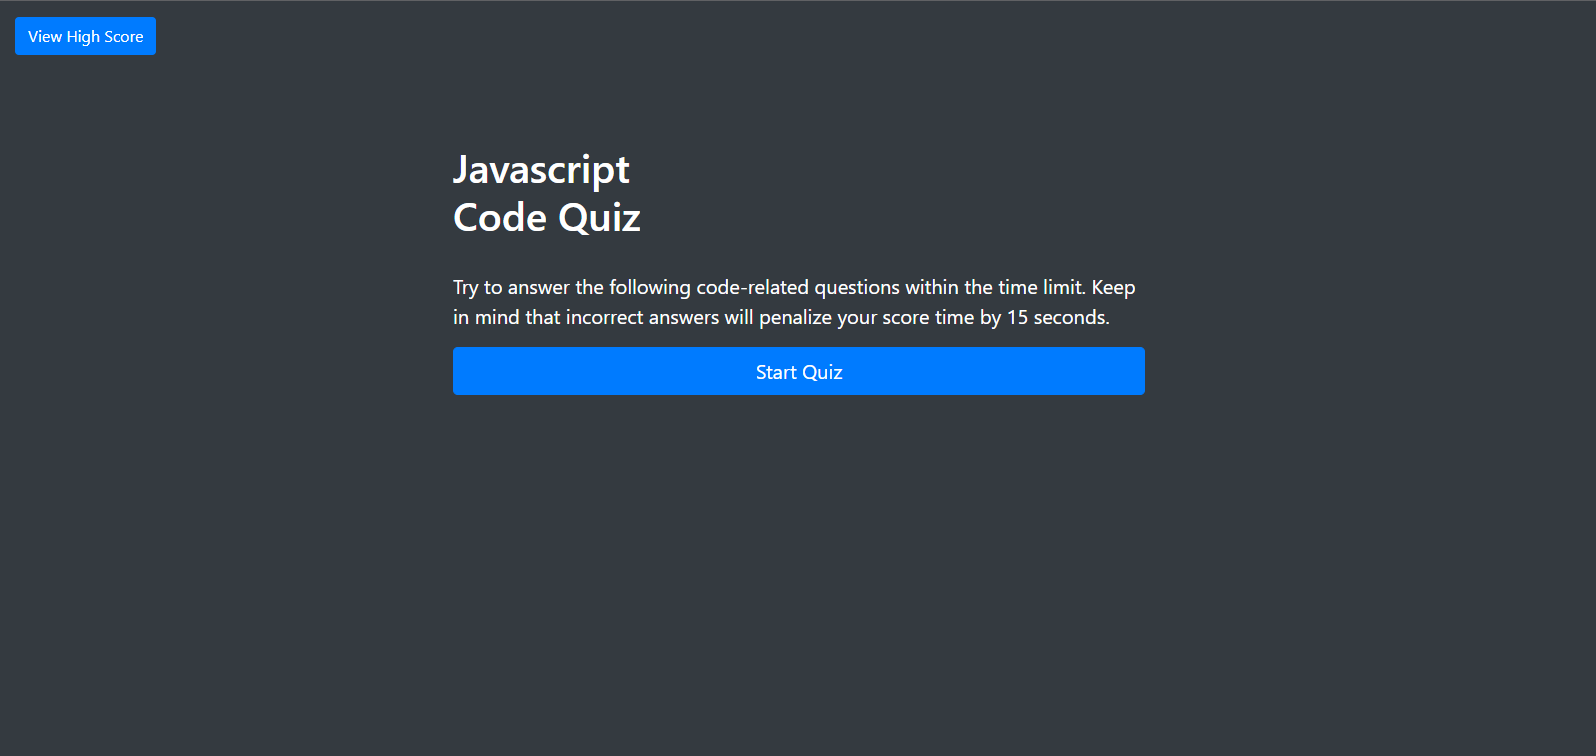 View High Score
Javascript
Code Quiz
Try to answer the following code-related questions within the time limit. Keep
in mind that incorrect answers will penalize your score time by 15 seconds.
Start Quiz